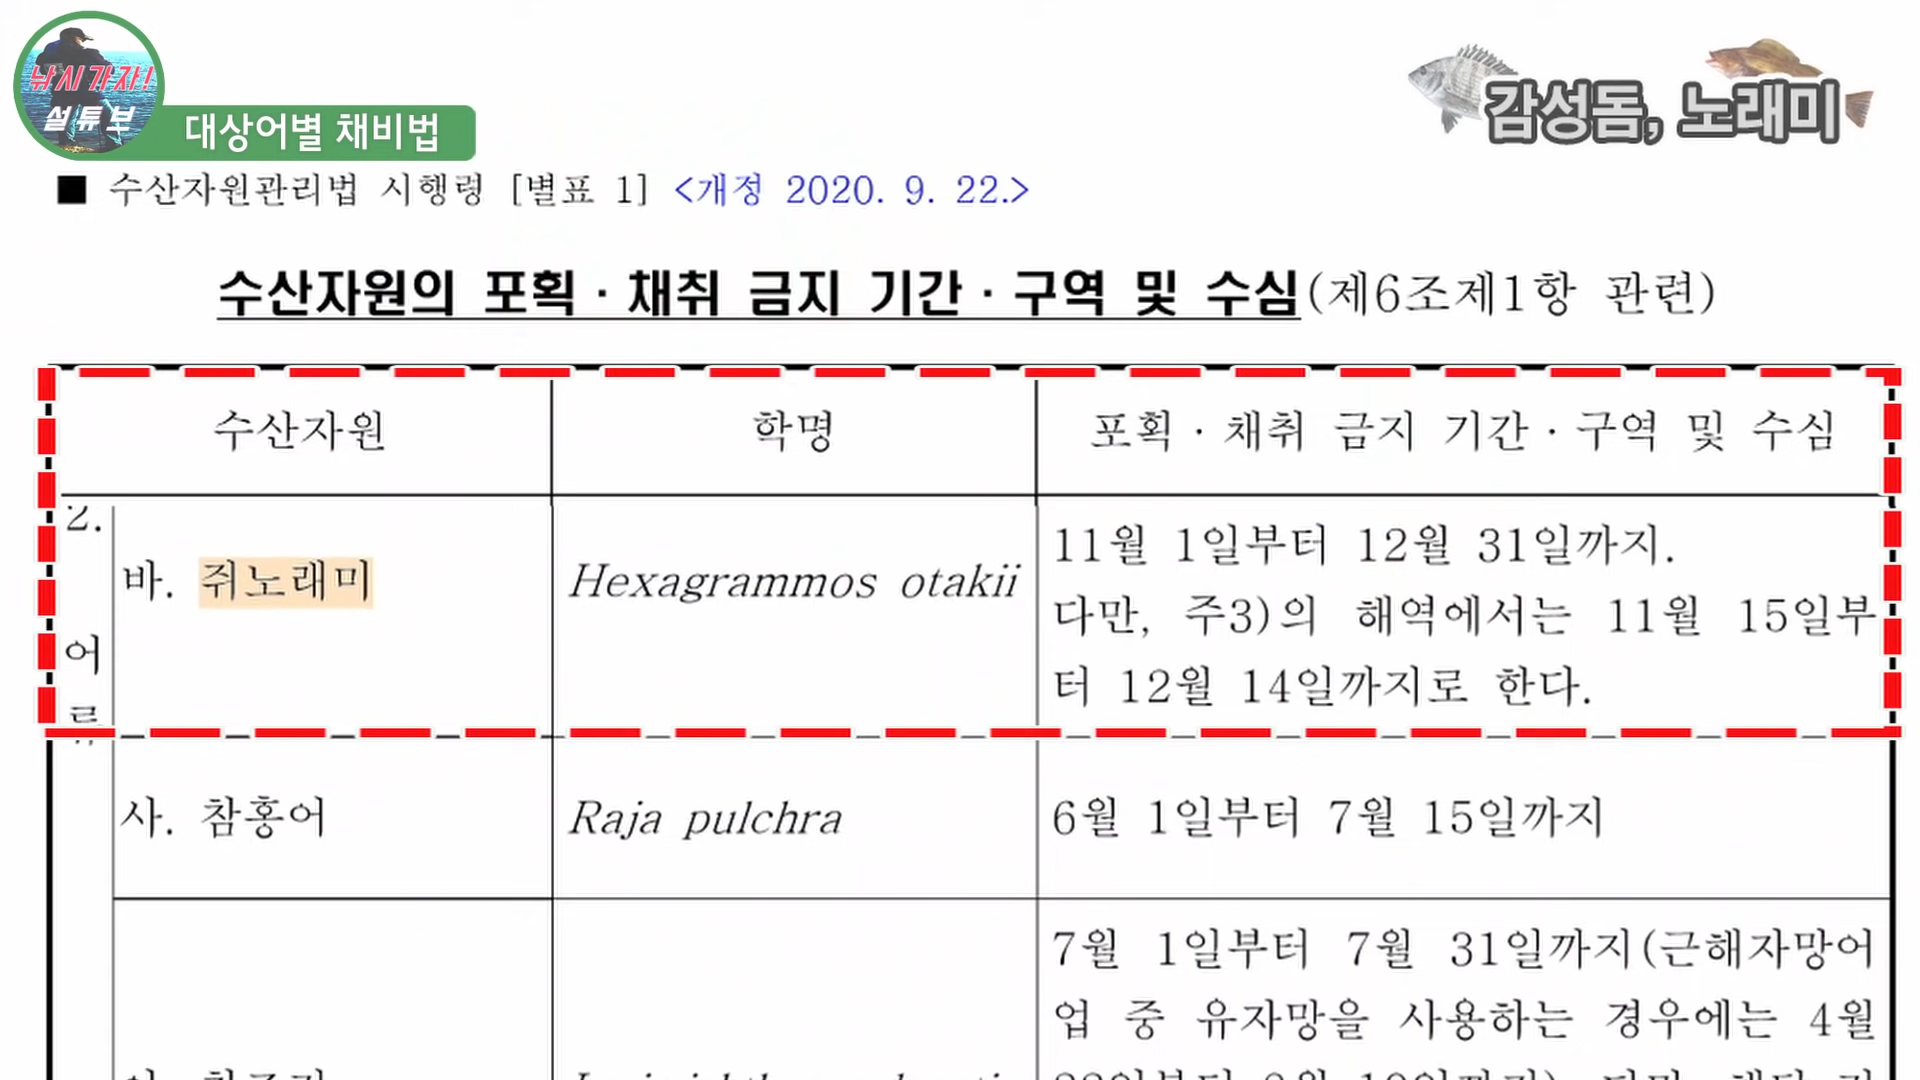 낚시 가자!
설튜브
대상어별 채비법
감성돔, 노래미
■ 수산자원관리법 시행령 [별표 1] <개정 2020. 9. 22.>
수산자원의 포획·채취 금지 기간·구역 및 수심(제6조제1항 관련)
수산자원 학명 포획·채취 금지 기간·구역 및 수심
2.
어
바. 쥐노래미 Hexagrammos otakii
11월 1일부터 12월 31일까지.
다만, 주3)의 해역에서는 11월 15일부
터 12월 14일까지로 한다.
사. 참홍어 Raja pulchra 6월 1일부터 7월 15일까지
7월 1일부터 7월 31일까지(근해자망어
업 중 유자망을 사용하는 경우에는 4월